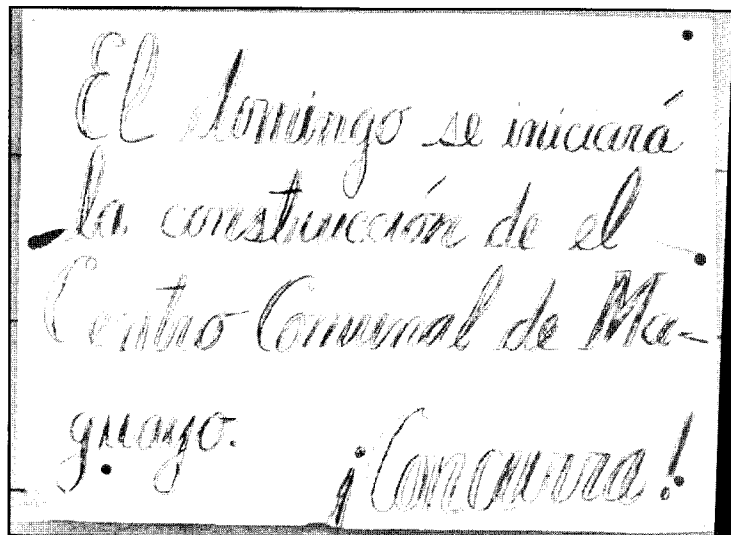 El domingo se iniciará
la construcción de el
Centro Comunal de Ma-
guayo.
¡Concurra!